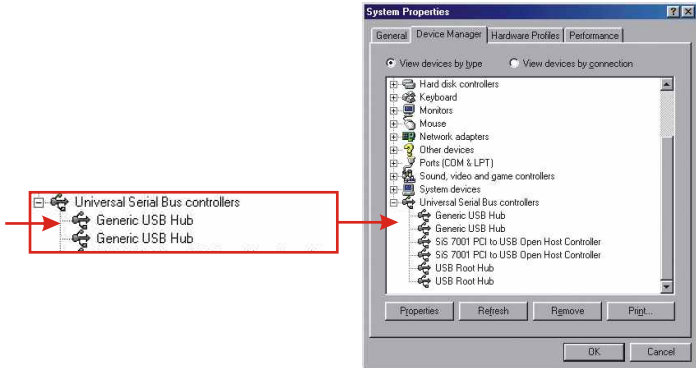 Universal Serial Bus controllers
Generic USB Hub
Generic USB Hub
System Properties
General Device Manager Hardware Profiles Performance
View devices by type View devices by connection
Hard disk controllers
Keyboard
Monitors
Mouse
Network adapters
Other devices
Ports (COM & LPT)
Sound, video and game controllers
System devices
Universal Serial Bus controllers
Generic USB Hub
Generic USB Hub
SiS 7001 PCI to USB Open Host Controller
SiS 7001 PCI to USB Open Host Controller
USB Root Hub
USB Root Hub
Properties Refresh Remove Print...
OK Cancel